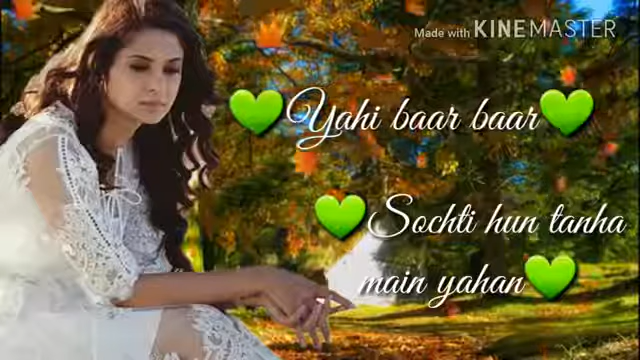 Made with KINEMASTER
Yahi baar baar
Sochti hun tanha
main yahan